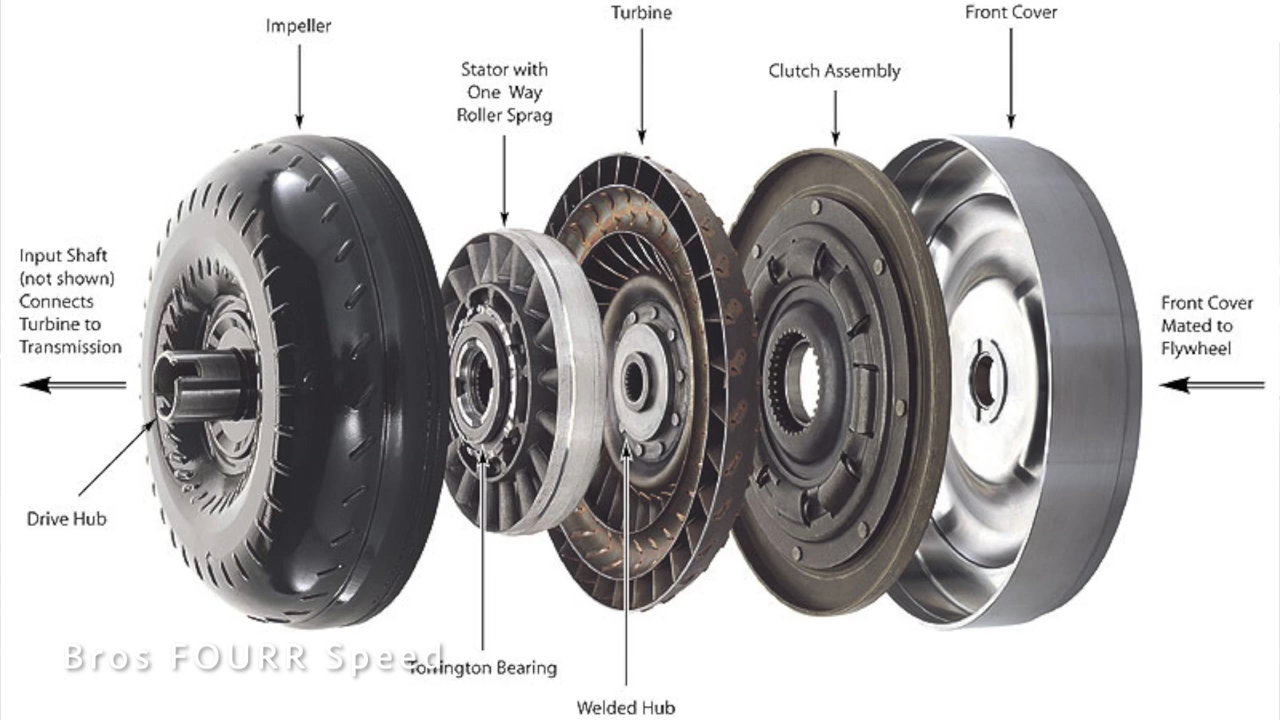 Impeller
Turbine
Front Cover
Stator with
One Way
Roller Sprag
Clutch Assembly
Input Shaft
(not shown)
Connects
Turbine to
Transmission
Front Cover
Mated to
Flywheel
Drive Hub
Bros FOURR Speed
Torrington Bearing
Welded Hub